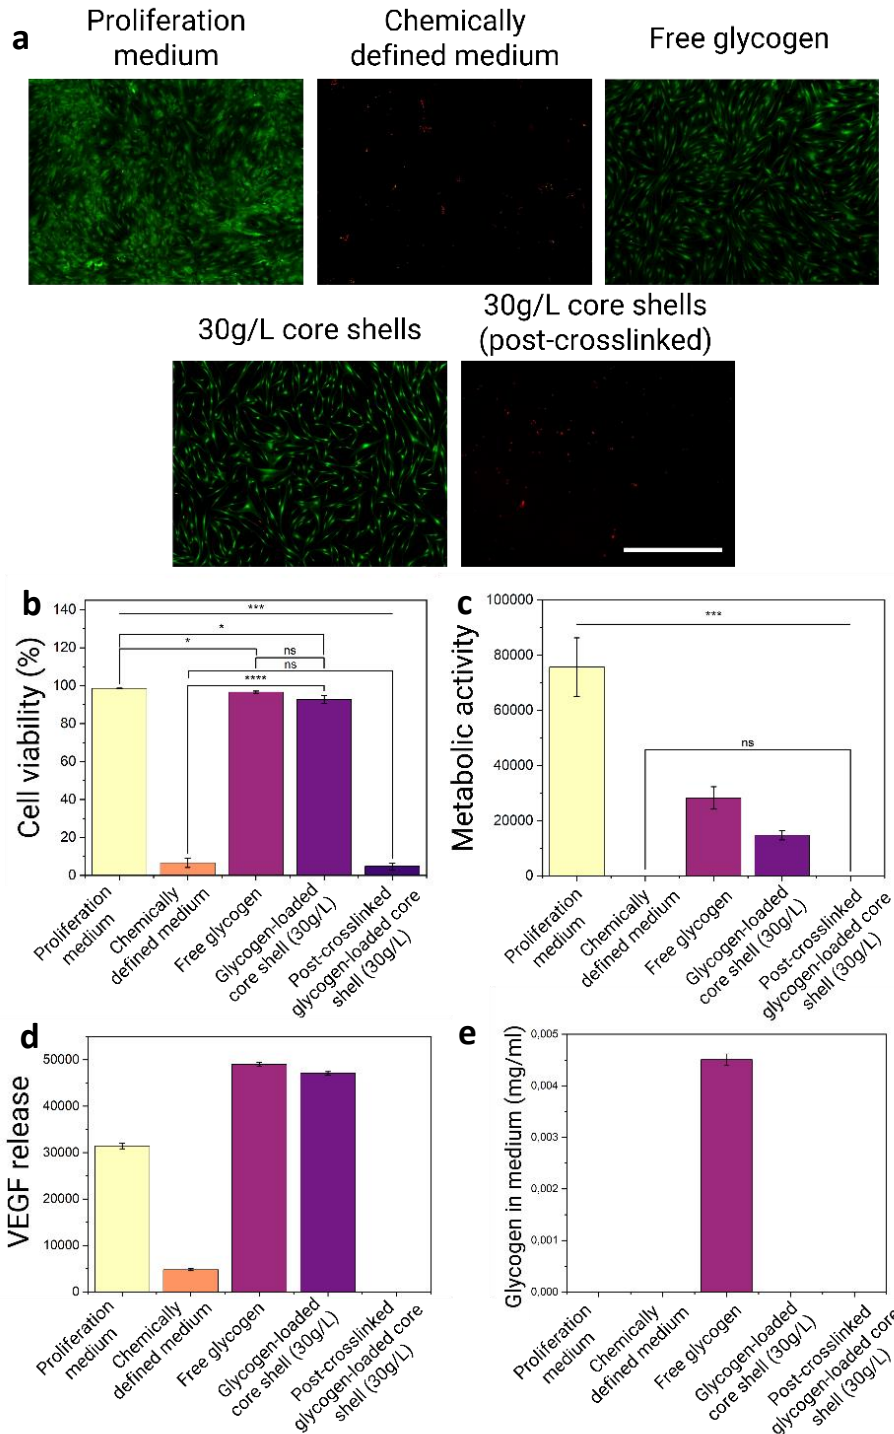 a
Proliferation
medium
Chemically
defined medium
Free glycogen
30g/L core shells
30g/L core shells
(post-crosslinked)
b
Cell viability (%)
140
120
100
80
60
40
20
0
***
*
*
ns
ns
****
Proliferation
medium
Chemically
defined medium
Free glycogen
Glycogen-loaded
core shell (30g/L)
Post-crosslinked
glycogen-loaded core
shell (30g/L)
c
Metabolic activity
100000
80000
60000
40000
20000
0
***
ns
Proliferation
medium
Chemically
defined medium
Free glycogen
Glycogen-loaded
core shell (30g/L)
Post-crosslinked
glycogen-loaded core
shell (30g/L)
d
VEGF release
50000
40000
30000
20000
10000
0
Proliferation
medium
Chemically
defined medium
Free glycogen
Glycogen-loaded
core shell (30g/L)
Post-crosslinked
glycogen-loaded core
shell (30g/L)
e
Glycogen in medium (mg/ml)
0,005
0,004
0,003
0,002
0,001
0,000
Proliferation
medium
Chemically
defined medium
Free glycogen
Glycogen-loaded
core shell (30g/L)
Post-crosslinked
glycogen-loaded core
shell (30g/L)